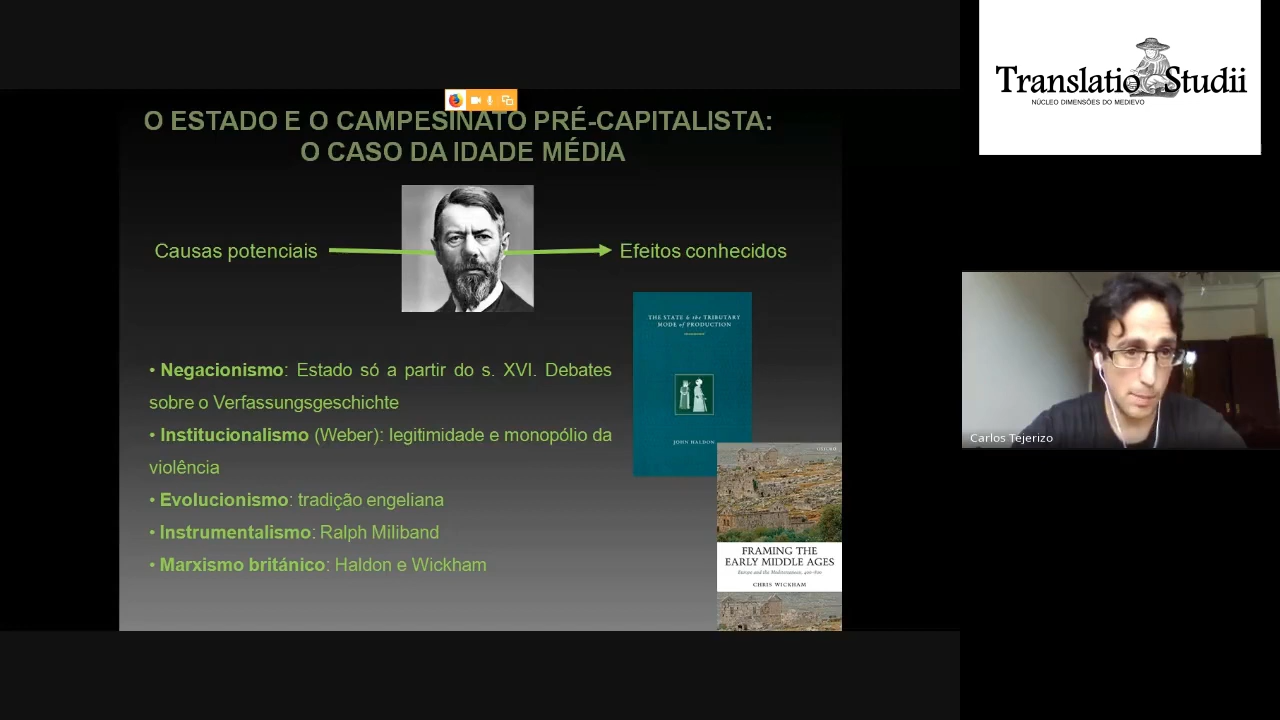 O ESTADO E O CAMPESINATO PRÉ-CAPITALISTA:
O CASO DA IDADE MÉDIA
Causas potenciais
Efeitos conhecidos
• Negacionismo: Estado só a partir do s. XVI. Debates
sobre o Verfassungsgeschichte
• Institucionalismo (Weber): legitimidade e monopólio da
violência
• Evolucionismo: tradição engeliana
• Instrumentalismo: Ralph Miliband
• Marxismo británico: Haldon e Wickham
THE STATE & the TRIBUTARY
MODE of PRODUCTION
JOHN HALDON
OXFORD
FRAMING THE
EARLY MIDDLE AGES
Europe and the Mediterranean, 400–800
CHRIS WICKHAM
Translatio Studii
NÚCLEO DIMENSÕES DO MEDIEVO
Carlos Tejerizo